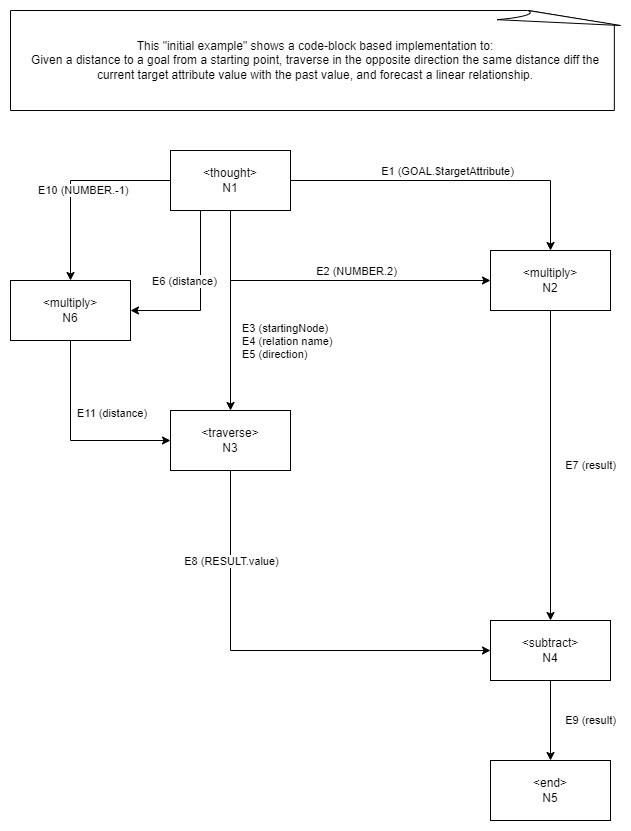 This "initial example" shows a code-block based implementation to:
Given a distance to a goal from a starting point, traverse in the opposite direction the same distance diff the
current target attribute value with the past value, and forecast a linear relationship.
<thought>
N1
E1 (GOAL.$targetAttribute)
E10 (NUMBER.-1)
E6 (distance)
E2 (NUMBER.2)
<multiply>
N2
<multiply>
N6
E3 (startingNode)
E4 (relation name)
E5 (direction)
E11 (distance)
<traverse>
N3
E7 (result)
E8 (RESULT.value)
<subtract>
N4
E9 (result)
<end>
N5